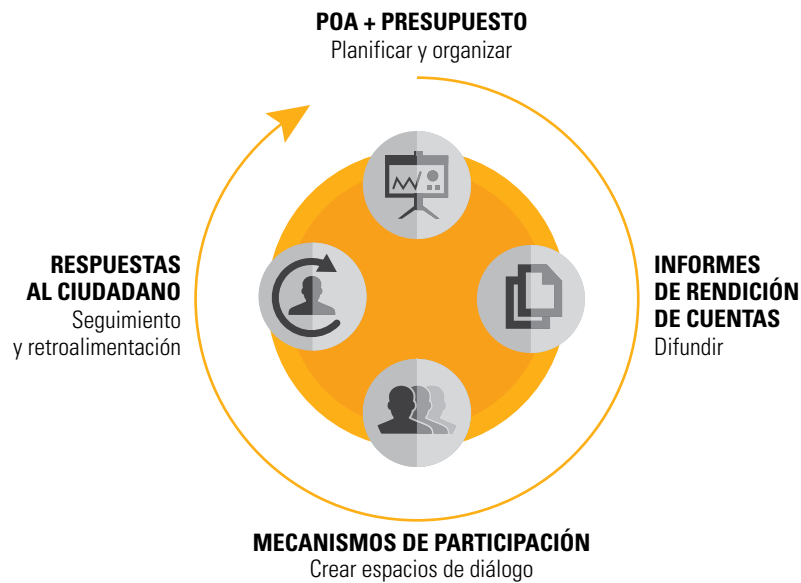 POA + PRESUPUESTO
Planificar y organizar
INFORMES
DE RENDICIÓN
DE CUENTAS
Difundir
MECANISMOS DE PARTICIPACIÓN
Crear espacios de diálogo
RESPUESTAS
AL CIUDADANO
Seguimiento
y retroalimentación